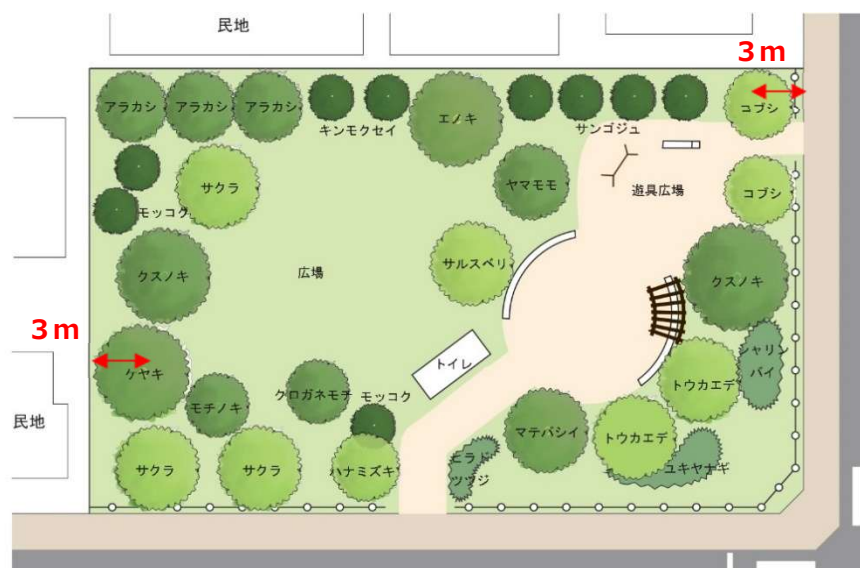 民地
3m
アラカシ アラカシ アラカシ
キンモクセイ
エノキ
サンゴジュ
コブシ
サクラ
モッコク
ヤマモモ
遊具広場
コブシ
クスノキ
広場
サルスベリ
クスノキ
3m
ケヤキ
トイレ
シャリン
バイ
モチノキ
クロガネモチ
モッコク
トウカエデ
民地
マテバシイ
トウカエデ
サクラ
サクラ
ハナミズキ
ヒラド
ツツジ
ユキヤナギ